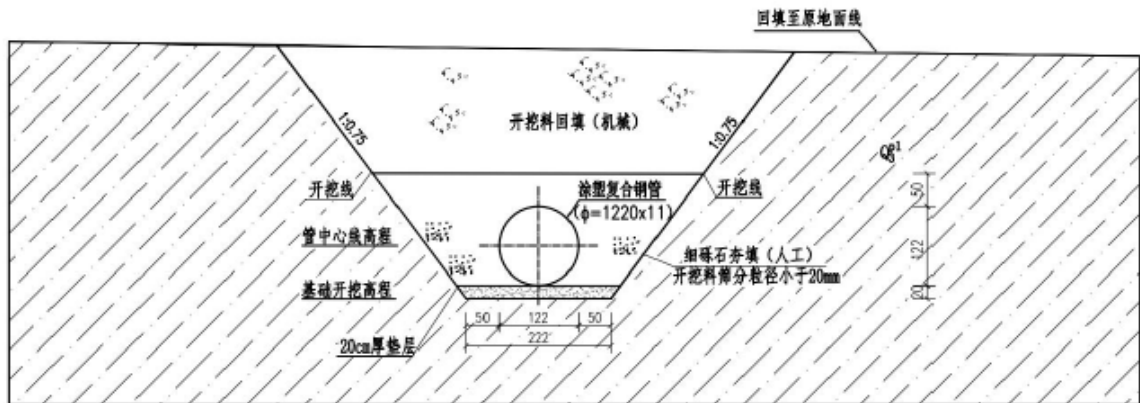 回填至原地面线
开挖料回填（机械）
1:0.75
1:0.75
开挖线
涂塑复合钢管
(ϕ=1220x11)
开挖线
50
管中心线高程
细砾石夯填（人工）
开挖料筛分粒径小于20mm
122
基础开挖高程
20
50
122
50
222
20cm厚垫层